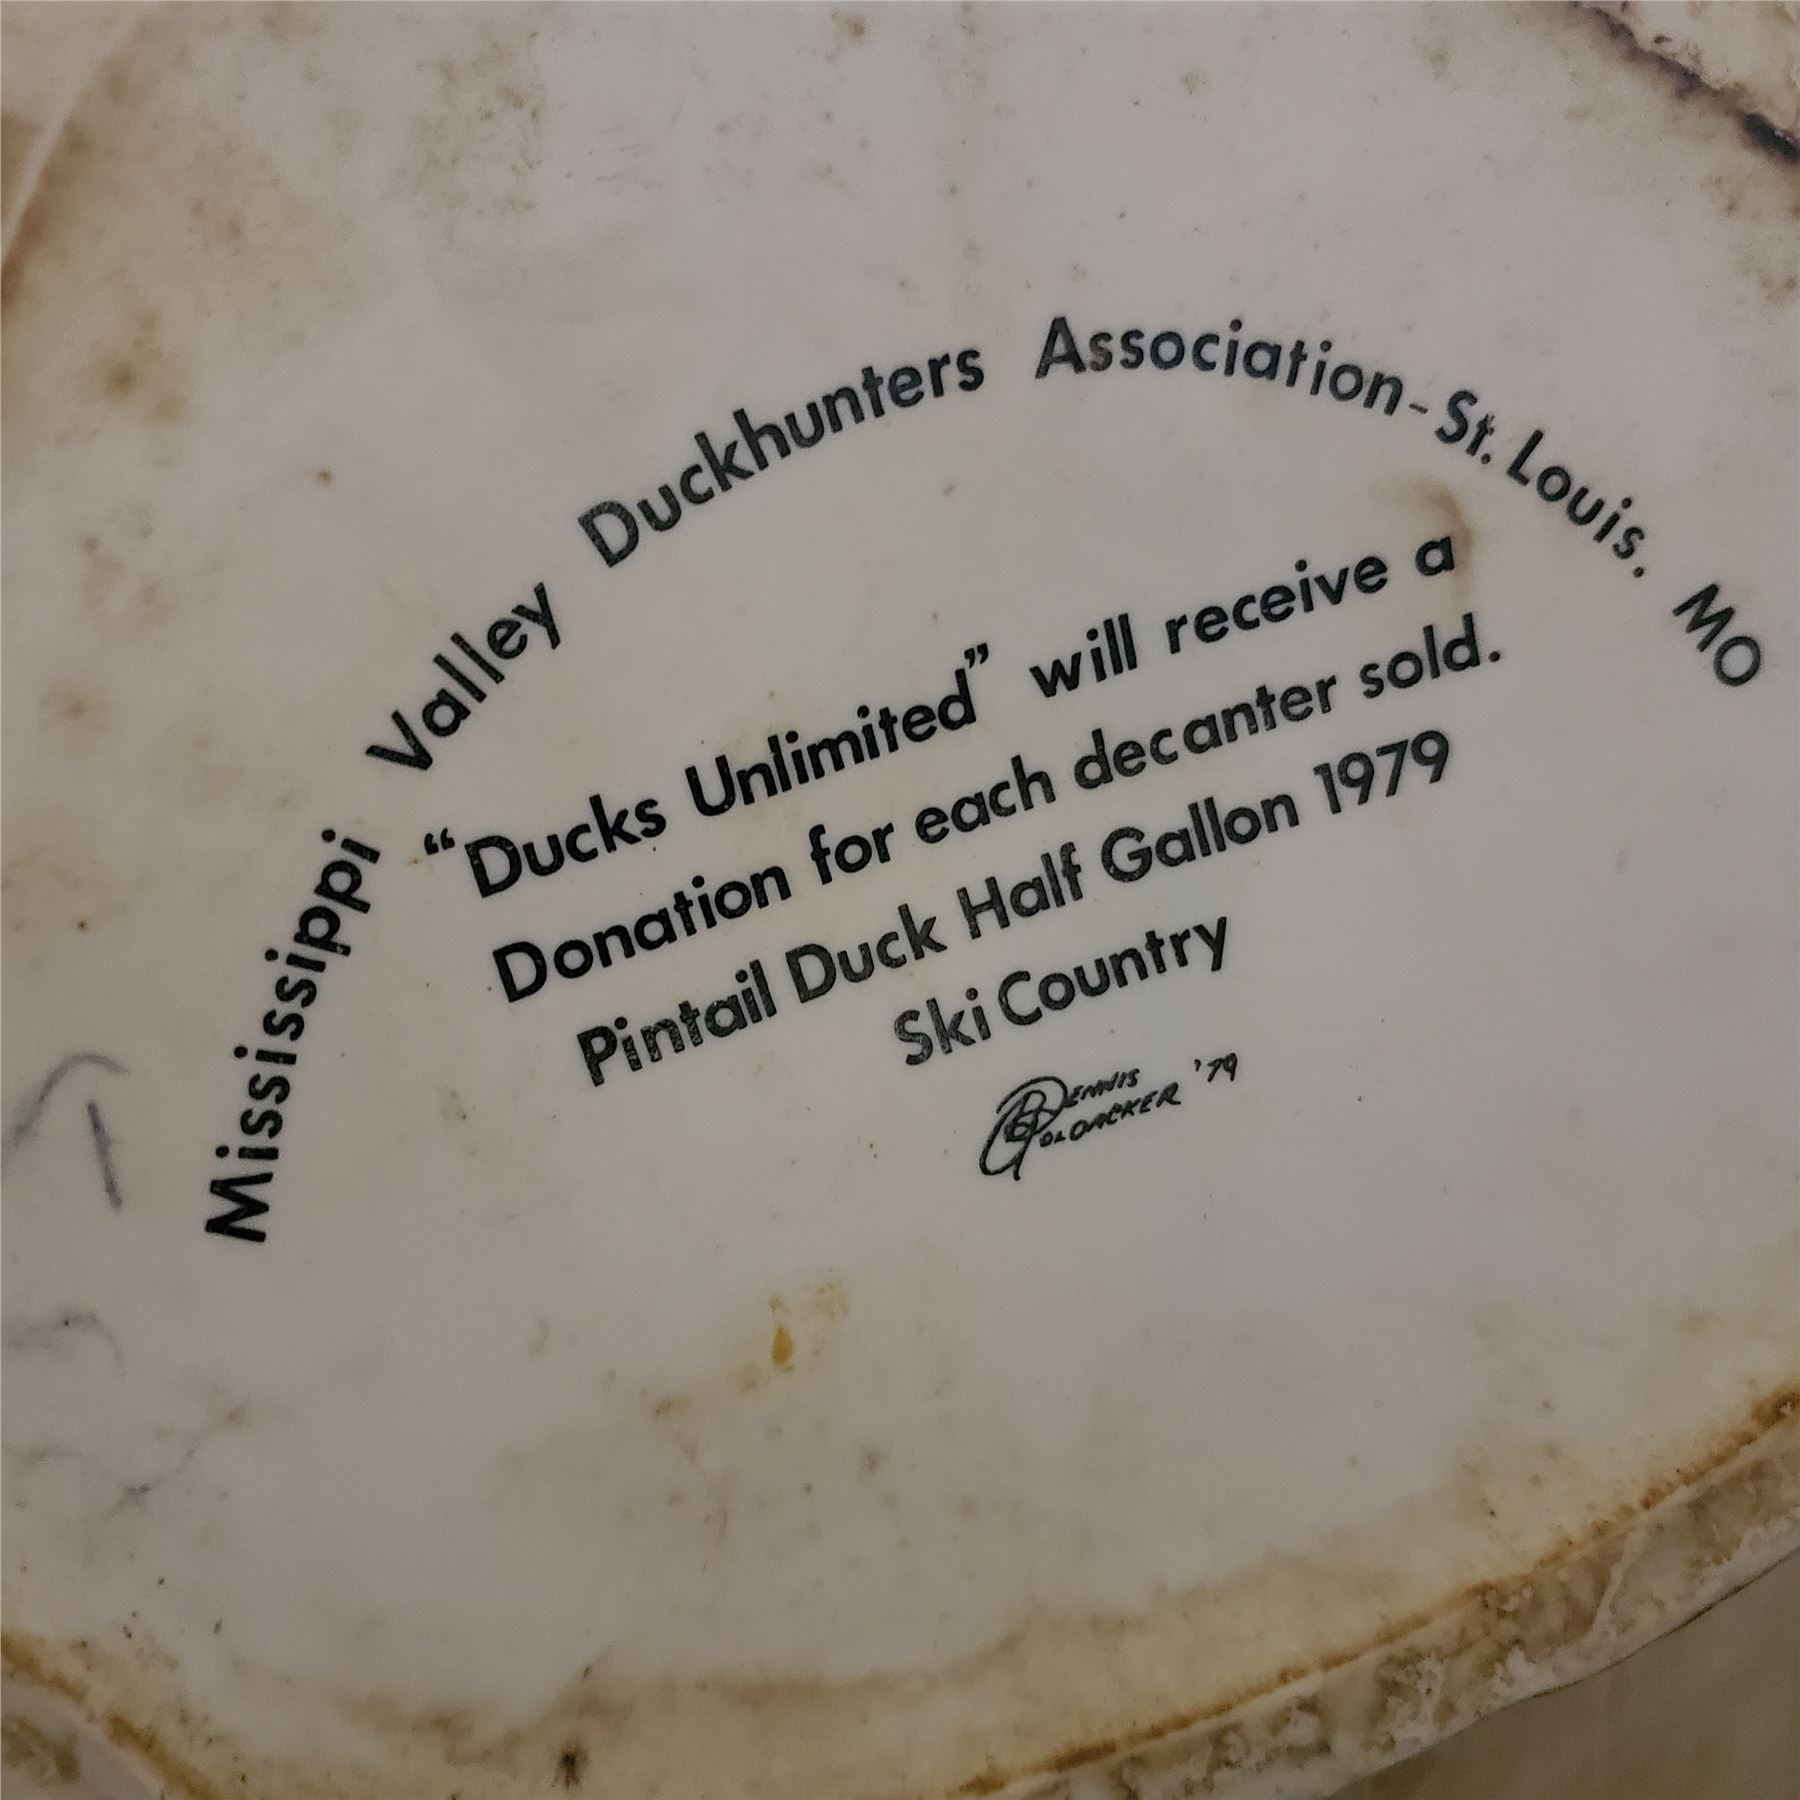 Mississippi Valley Duckhunters Association-St. Louis. MO
“Ducks Unlimited” will receive a
Donation for each decanter sold.
Pintail Duck Half Gallon 1979
Ski Country
Dennis
'79